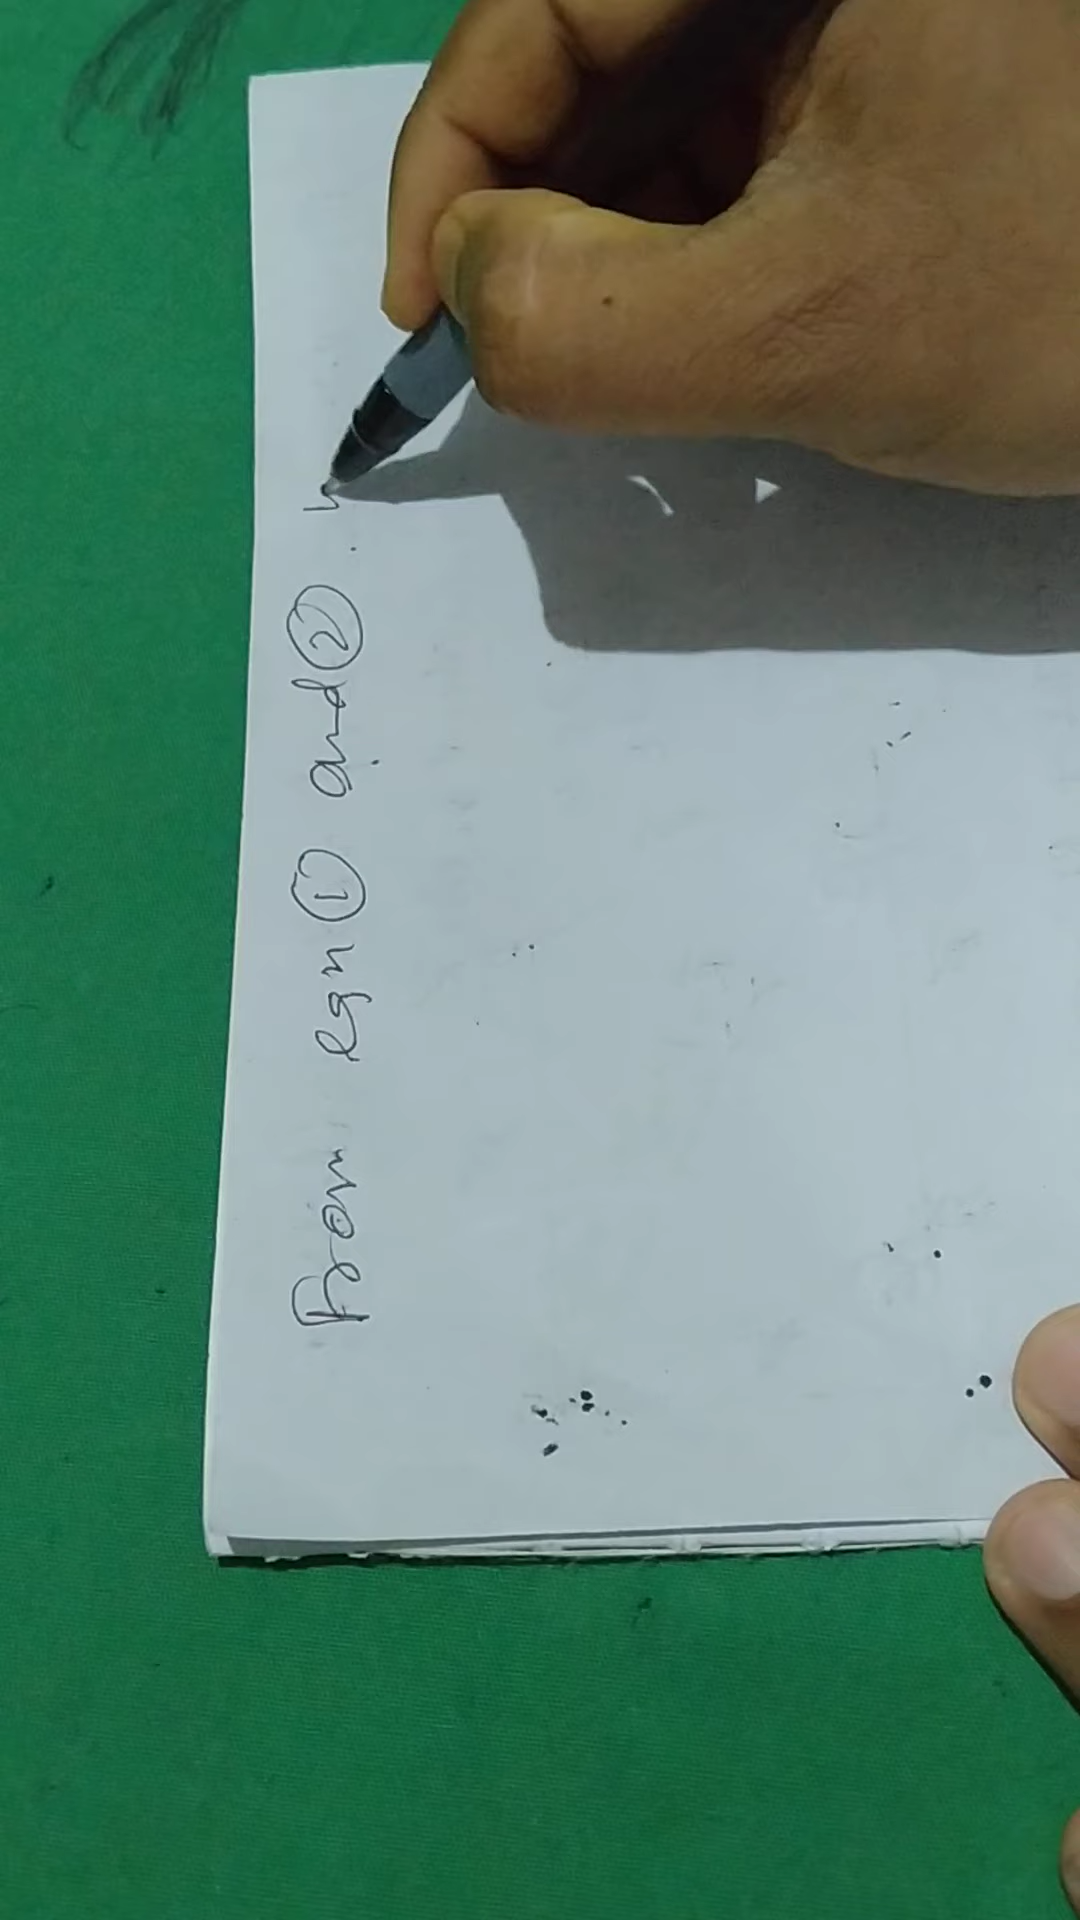 From eqn ① and ②